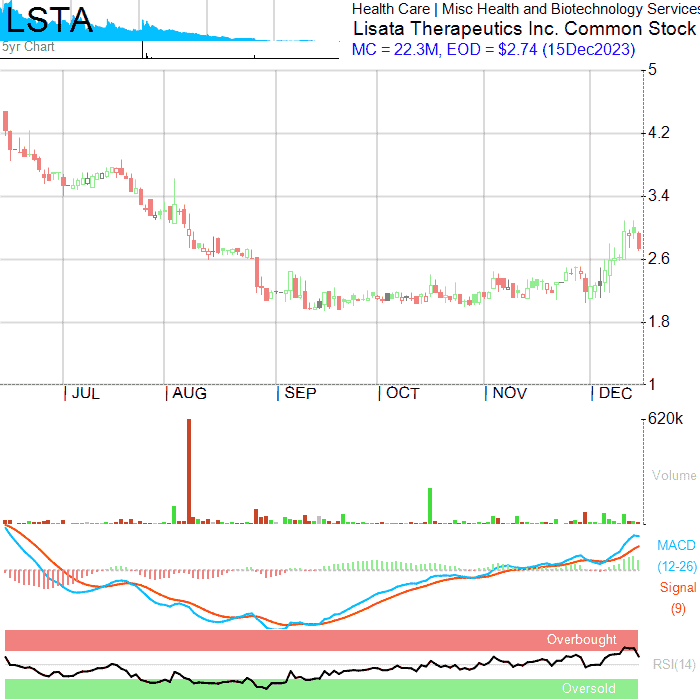 LSTA
5yr Chart
Health Care | Misc Health and Biotechnology Services
Lisata Therapeutics Inc. Common Stock
MC = 22.3M, EOD = $2.74 (15Dec2023)
5
4.2
3.4
2.6
1.8
1
JUL AUG SEP OCT NOV DEC
620k
Volume
MACD
(12-26)
Signal
(9)
Overbought
RSI(14)
Oversold